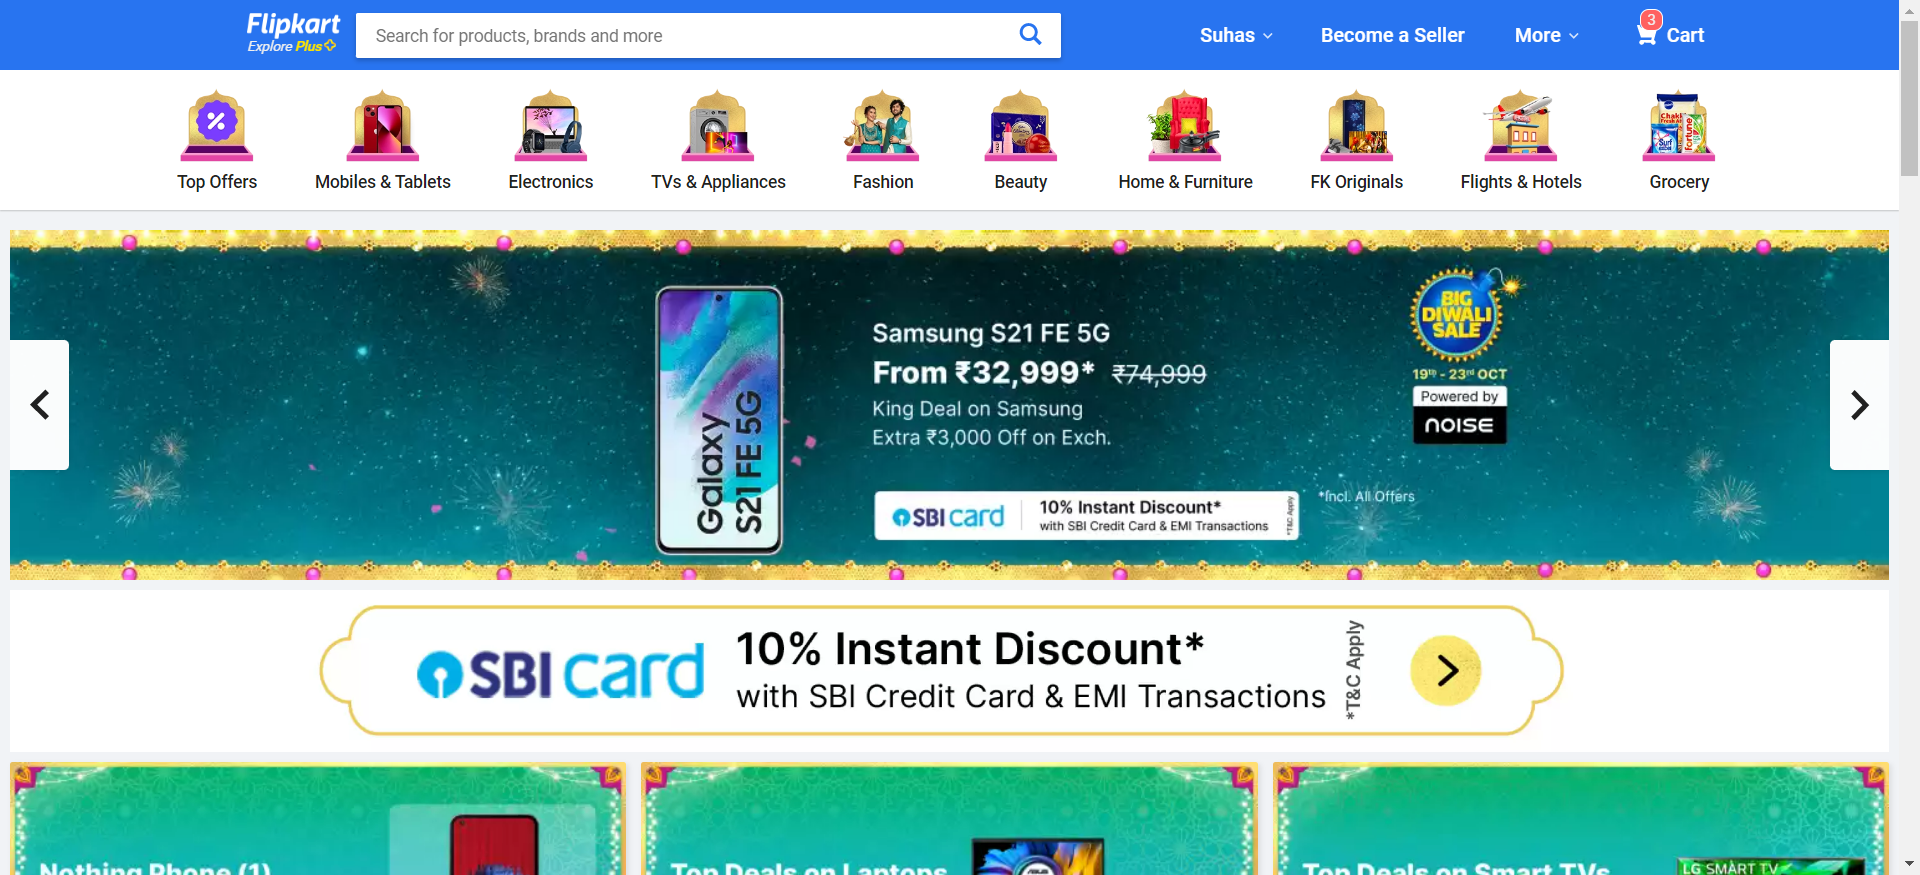 Flipkart
Explore Plus
Search for products, brands and more
Suhas
Become a Seller
More
3
Cart
Top Offers
Mobiles & Tablets
Electronics
TVs & Appliances
Fashion
Beauty
Home & Furniture
FK Originals
Flights & Hotels
Grocery
Galaxy
S21 FE 5G
Samsung S21 FE 5G
From ₹32,999* ₹74,999
King Deal on Samsung
Extra ₹3,000 Off on Exch.
SBI card
10% Instant Discount*
with SBI Credit Card & EMI Transactions
*T&C Apply
*Incl. All Offers
BIG
DIWALI
SALE
19th - 23rd OCT
Powered by
noise
SBI card
10% Instant Discount*
with SBI Credit Card & EMI Transactions
*T&C Apply
Nothing Phone (1)
Top Deals on Laptops
Top Deals on Smart TVs
LG SMART TV